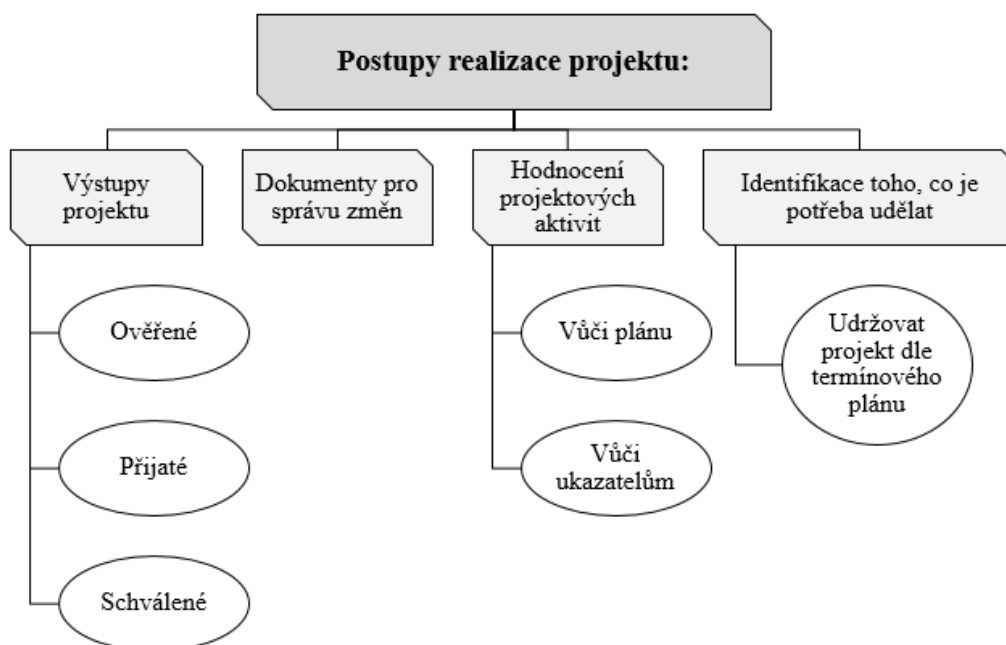 Postupy realizace projektu:
Výstupy
projektu
Dokumenty pro
správu změn
Hodnocení
projektových
aktivit
Identifikace toho, co je
potřeba udělat
Ověřené
Přijaté
Schválené
Vůči plánu
Vůči
ukazatelům
Udržovat
projekt dle
termínového
plánu